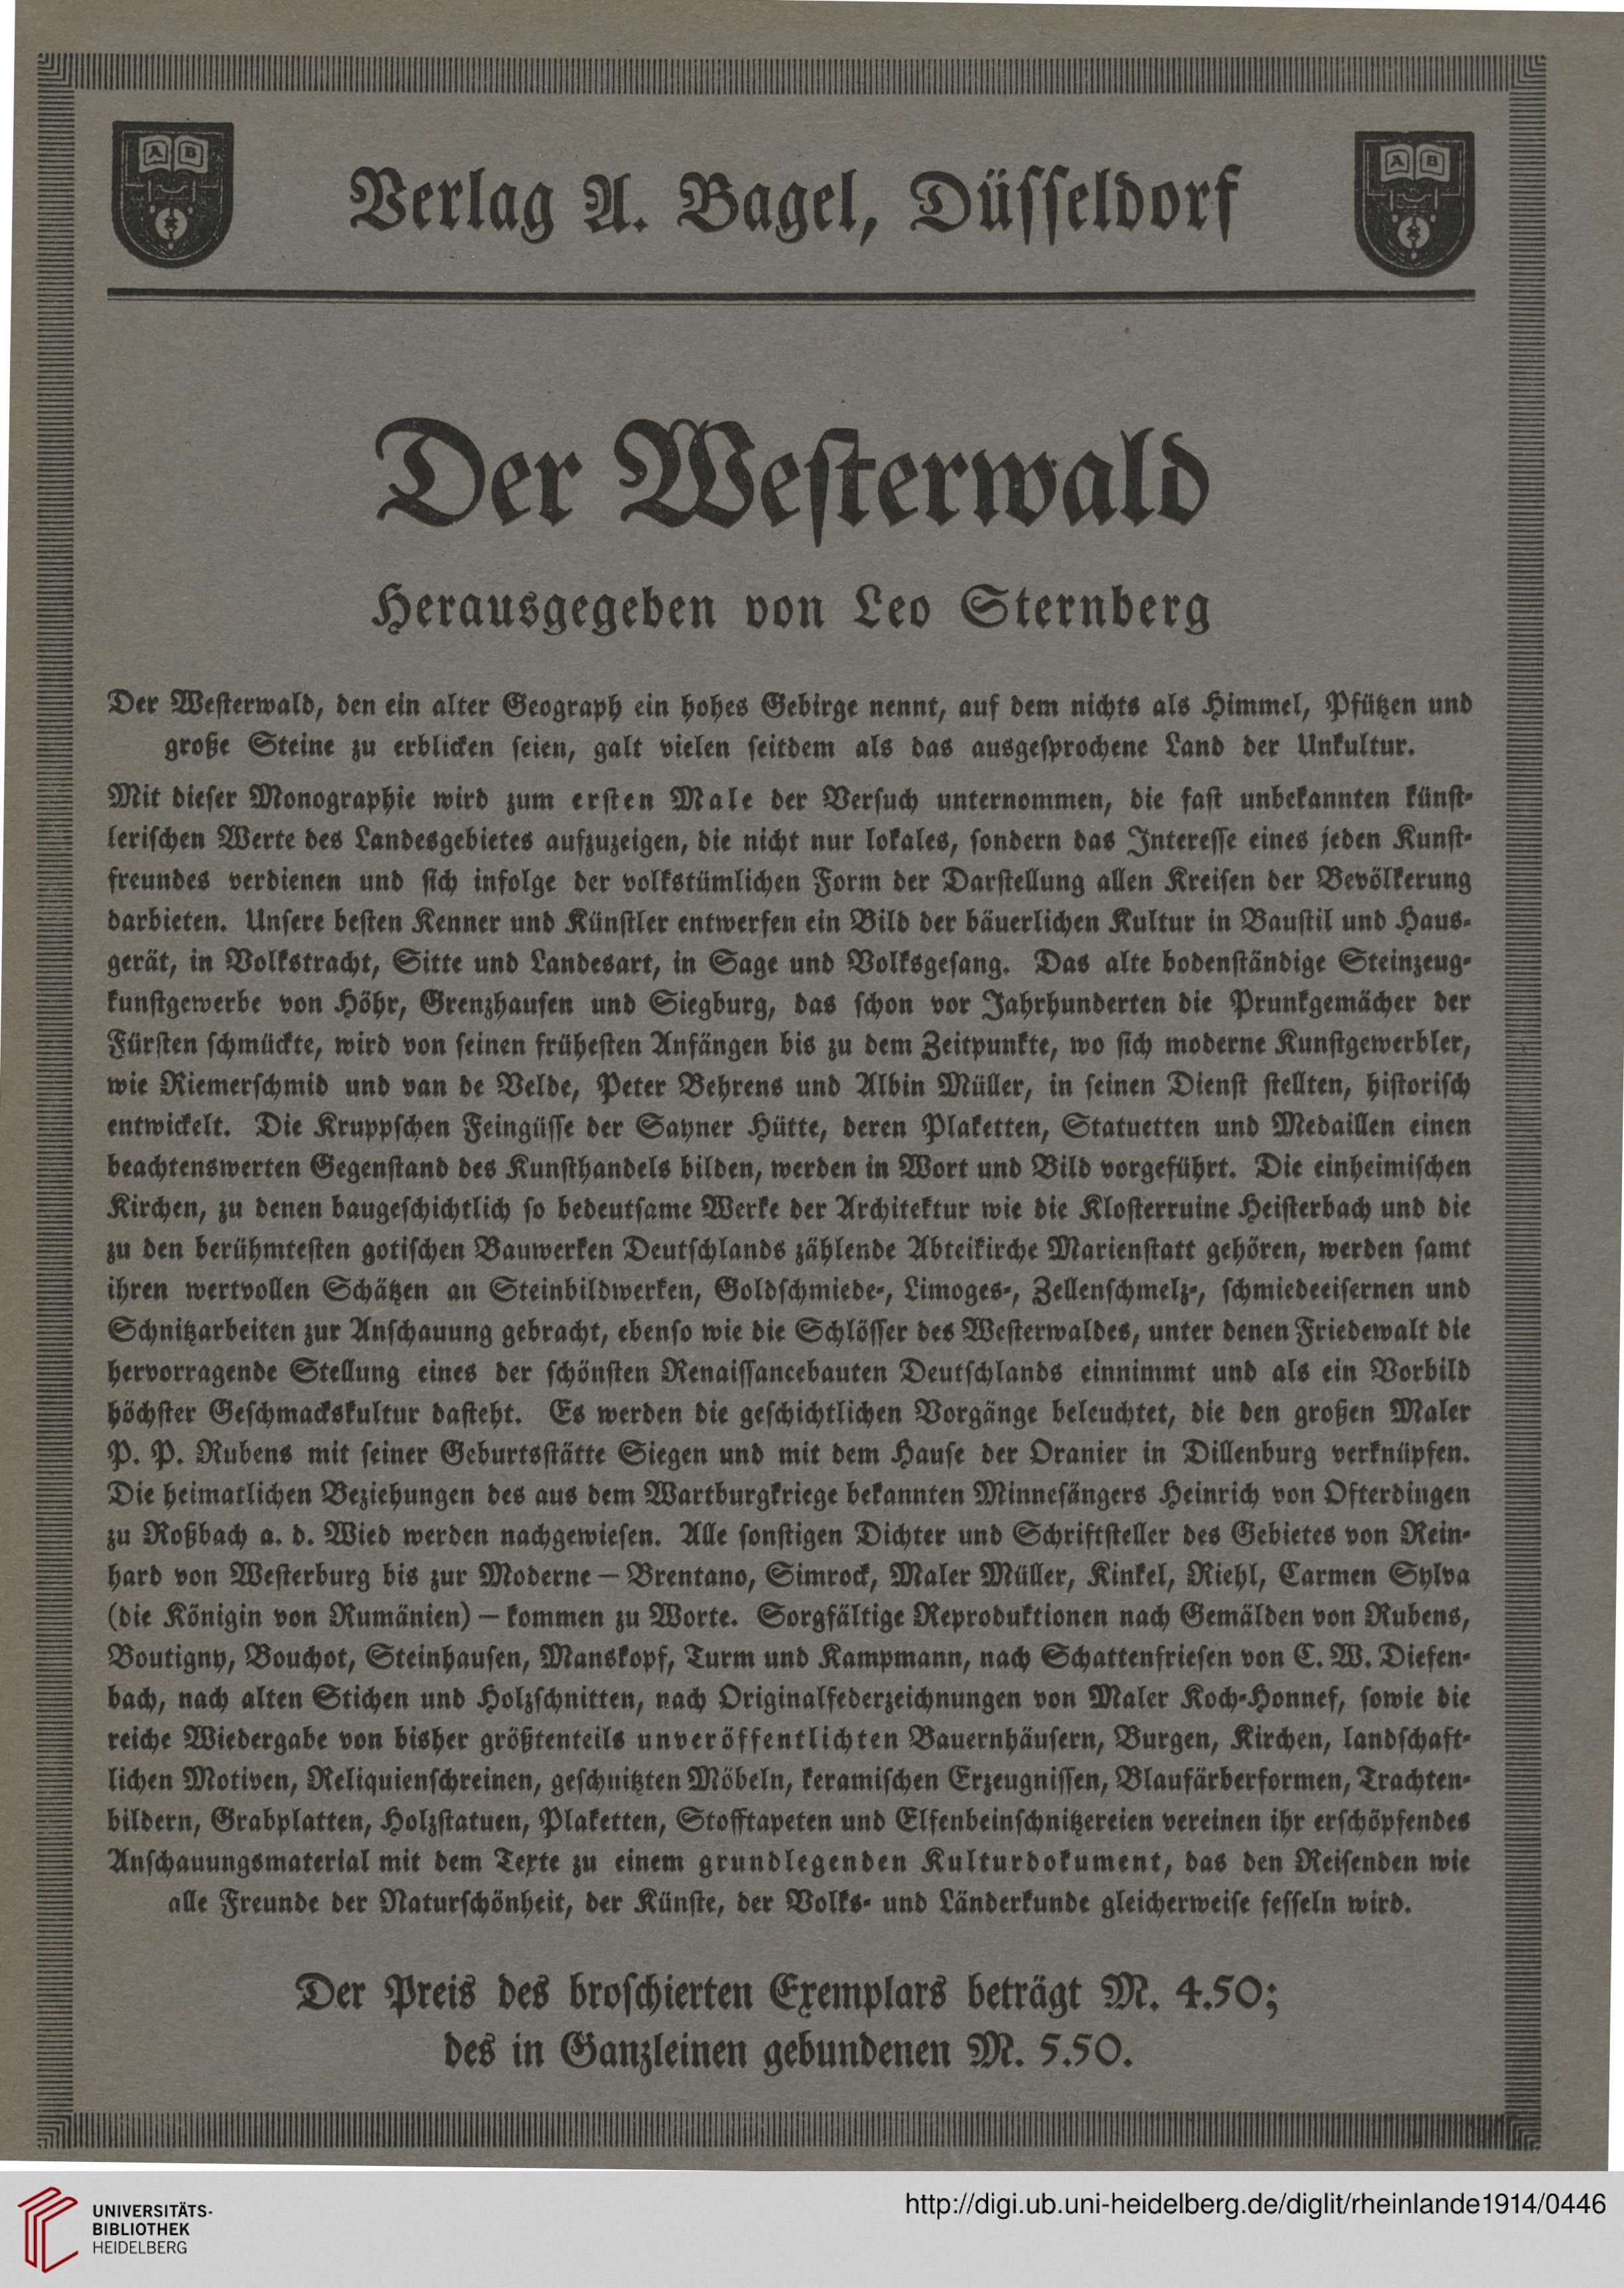 A B
A B
Verlag A. Bagel, Düsseldorf
Der Westerwald
Herausgegeben von Leo Sternberg
Der Westerwald, den ein alter Geograph ein hohes Gebirge nennt, auf dem nichts als Himmel, Pfützen und
große Steine zu erblicken seien, galt vielen seitdem als das ausgesprochene Land der Unkultur.
Mit dieser Monographie wird zum ersten Male der Versuch unternommen, die fast unbekannten künst-
lerischen Werte des Landesgebietes aufzuzeigen, die nicht nur lokales, sondern das Interesse eines jeden Kunst-
freundes verdienen und sich infolge der volkstümlichen Form der Darstellung allen Kreisen der Bevölkerung
darbieten. Unsere besten Kenner und Künstler entwerfen ein Bild der bäuerlichen Kultur in Baustil und Haus-
gerät, in Volkstracht, Sitte und Landesart, in Sage und Volksgesang. Das alte bodenständige Steinzeug-
kunstgewerbe von Höhr, Grenzhausen und Siegburg, das schon vor Jahrhunderten die Prunkgemächer der
Fürsten schmückte, wird von seinen frühesten Anfängen bis zu dem Zeitpunkte, wo sich moderne Kunstgewerbler,
wie Riemerschmid und van de Velde, Peter Behrens und Albin Müller, in seinen Dienst stellten, historisch
entwickelt. Die Kruppschen Feingüsse der Sayner Hütte, deren Plaketten, Statuetten und Medaillen einen
beachtenswerten Gegenstand des Kunsthandels bilden, werden in Wort und Bild vorgeführt. Die einheimischen
Kirchen, zu denen baugeschichtlich so bedeutsame Werke der Architektur wie die Klosterruine Heisterbach und die
zu den berühmtesten gotischen Bauwerken Deutschlands zählende Abteikirche Marienstatt gehören, werden samt
ihren wertvollen Schätzen an Steinbildwerken, Goldschmiede-, Limoges-, Zellenschmelz-, schmiedeeisernen und
Schnitzarbeiten zur Anschauung gebracht, ebenso wie die Schlösser des Westerwaldes, unter denen Friedewalt die
hervorragende Stellung eines der schönsten Renaissancebauten Deutschlands einnimmt und als ein Vorbild
höchster Geschmackskultur dasteht. Es werden die geschichtlichen Vorgänge beleuchtet, die den großen Maler
P. P. Rubens mit seiner Geburtsstätte Siegen und mit dem Hause der Oranier in Dillenburg verknüpfen.
Die heimatlichen Beziehungen des aus dem Wartburgkriege bekannten Minnesängers Heinrich von Ofterdingen
zu Roßbach a. d. Wied werden nachgewiesen. Alle sonstigen Dichter und Schriftsteller des Gebietes von Rein-
hard von Westerburg bis zur Moderne — Brentano, Simrock, Maler Müller, Kinkel, Riehl, Carmen Sylva
(die Königin von Rumänien) — kommen zu Worte. Sorgfältige Reproduktionen nach Gemälden von Rubens,
Boutigny, Bouchot, Steinhausen, Manskopf, Turm und Kampmann, nach Schattenfriesen von C. W. Diefen-
bach, nach alten Stichen und Holzschnitten, nach Originalfederzeichnungen von Maler Koch-Honnef, sowie die
reiche Wiedergabe von bisher größtenteils unveröffentlichten Bauernhäusern, Burgen, Kirchen, landschaft-
lichen Motiven, Reliquienschreinen, geschnitzten Möbeln, keramischen Erzeugnissen, Blaufärberformen, Trachten-
bildern, Grabplatten, Holzstatuen, Plaketten, Stofftapeten und Elfenbeinschnitzereien vereinen ihr erschöpfendes
Anschauungsmaterial mit dem Texte zu einem grundlegenden Kulturdokument, das den Reisenden wie
alle Freunde der Naturschönheit, der Künste, der Volks- und Länderkunde gleicherweise fesseln wird.
Der Preis des broschierten Exemplars beträgt M. 4.50;
des in Ganzleinen gebundenen M. 5.50.
UNIVERSITÄTS-
BIBLIOTHEK
HEIDELBERG
http://digi.ub.uni-heidelberg.de/diglit/rheinlande1914/0446